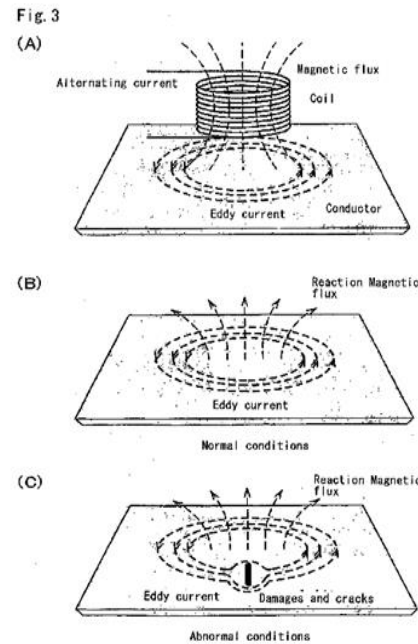 Fig. 3
(A)
Magnetic flux
Alternating current
Coil
Eddy current
Conductor
(B)
Reaction Magnetic
flux
Eddy current
Normal conditions
(C)
Reaction Magnetic
flux
Eddy current
Damages and cracks
Abnormal conditions